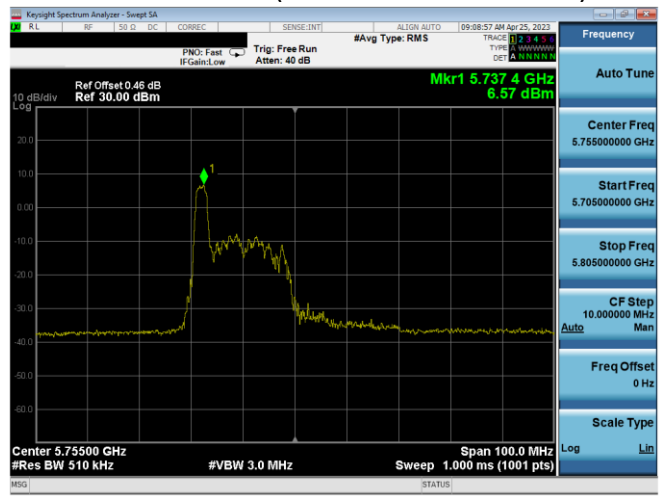 Keysight Spectrum Analyzer - Swept SA
RL RF 50 Ω DC CORREC SENSE:INT ALIGN AUTO 09:08:57 AM Apr 25, 2023
#Avg Type: RMS
TRACE 1 2 3 4 5 6
TYPE A WWWWW
DET A N N N N N
PNO: Fast
IFGain:Low
Trig: Free Run
Atten: 40 dB
Mkr1 5.737 4 GHz
6.57 dBm
Ref Offset 0.46 dB
10 dB/div Ref 30.00 dBm
Log
20.0
10.0
0.00
-10.0
-20.0
-30.0
-40.0
-50.0
-60.0
1
Center 5.75500 GHz
Span 100.0 MHz
#Res BW 510 kHz
#VBW 3.0 MHz
Sweep 1.000 ms (1001 pts)
MSG STATUS
Frequency
Auto Tune
Center Freq
5.755000000 GHz
Start Freq
5.705000000 GHz
Stop Freq
5.805000000 GHz
CF Step
10.000000 MHz
Auto Man
Freq Offset
0 Hz
Scale Type
Log Lin